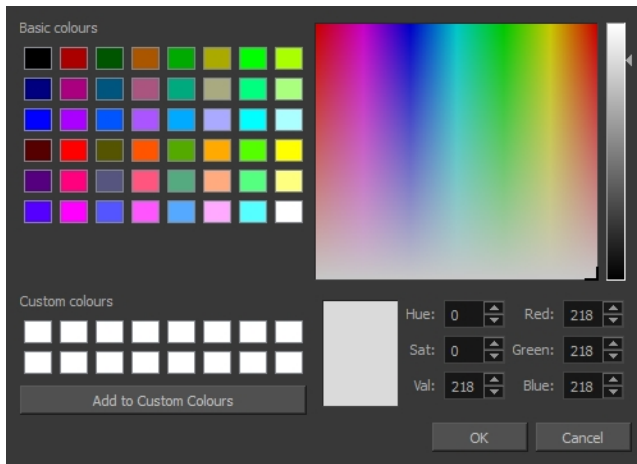 Basic colours
Custom colours
Add to Custom Colours
Hue: 0 Red: 218
Sat: 0 Green: 218
Val: 218 Blue: 218
OK Cancel